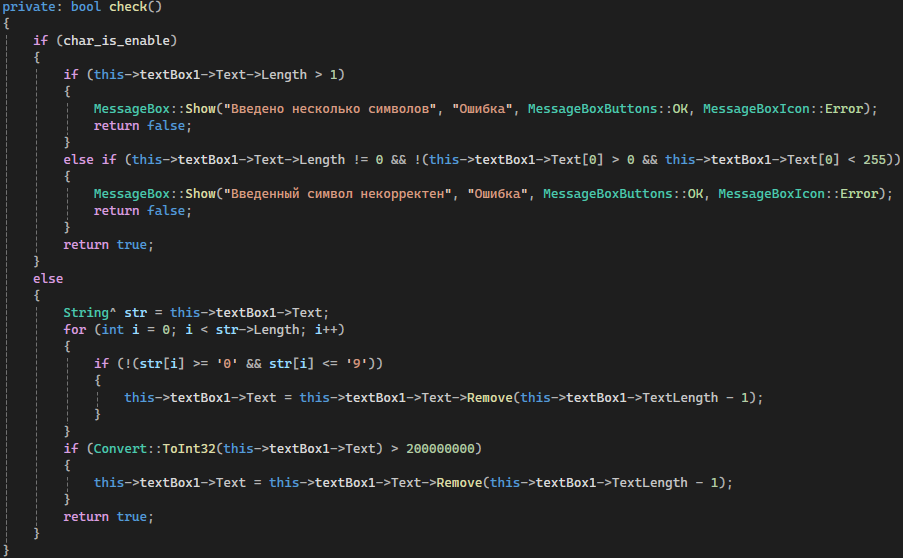 private: bool check()
{
    if (char_is_enable)
    {
        if (this->textBox1->Text->Length > 1)
        {
            MessageBox::Show("Введено несколько символов", "Ошибка", MessageBoxButtons::OK, MessageBoxIcon::Error);
            return false;
        }
        else if (this->textBox1->Text->Length != 0 && !(this->textBox1->Text[0] > 0 && this->textBox1->Text[0] < 255))
        {
            MessageBox::Show("Введенный символ некорректен", "Ошибка", MessageBoxButtons::OK, MessageBoxIcon::Error);
            return false;
        }
        return true;
    }
    else
    {
        String^ str = this->textBox1->Text;
        for (int i = 0; i < str->Length; i++)
        {
            if (!(str[i] >= '0' && str[i] <= '9'))
            {
                this->textBox1->Text = this->textBox1->Text->Remove(this->textBox1->TextLength - 1);
            }
        }
        if (Convert::ToInt32(this->textBox1->Text) > 200000000)
        {
            this->textBox1->Text = this->textBox1->Text->Remove(this->textBox1->TextLength - 1);
        }
        return true;
    }
}